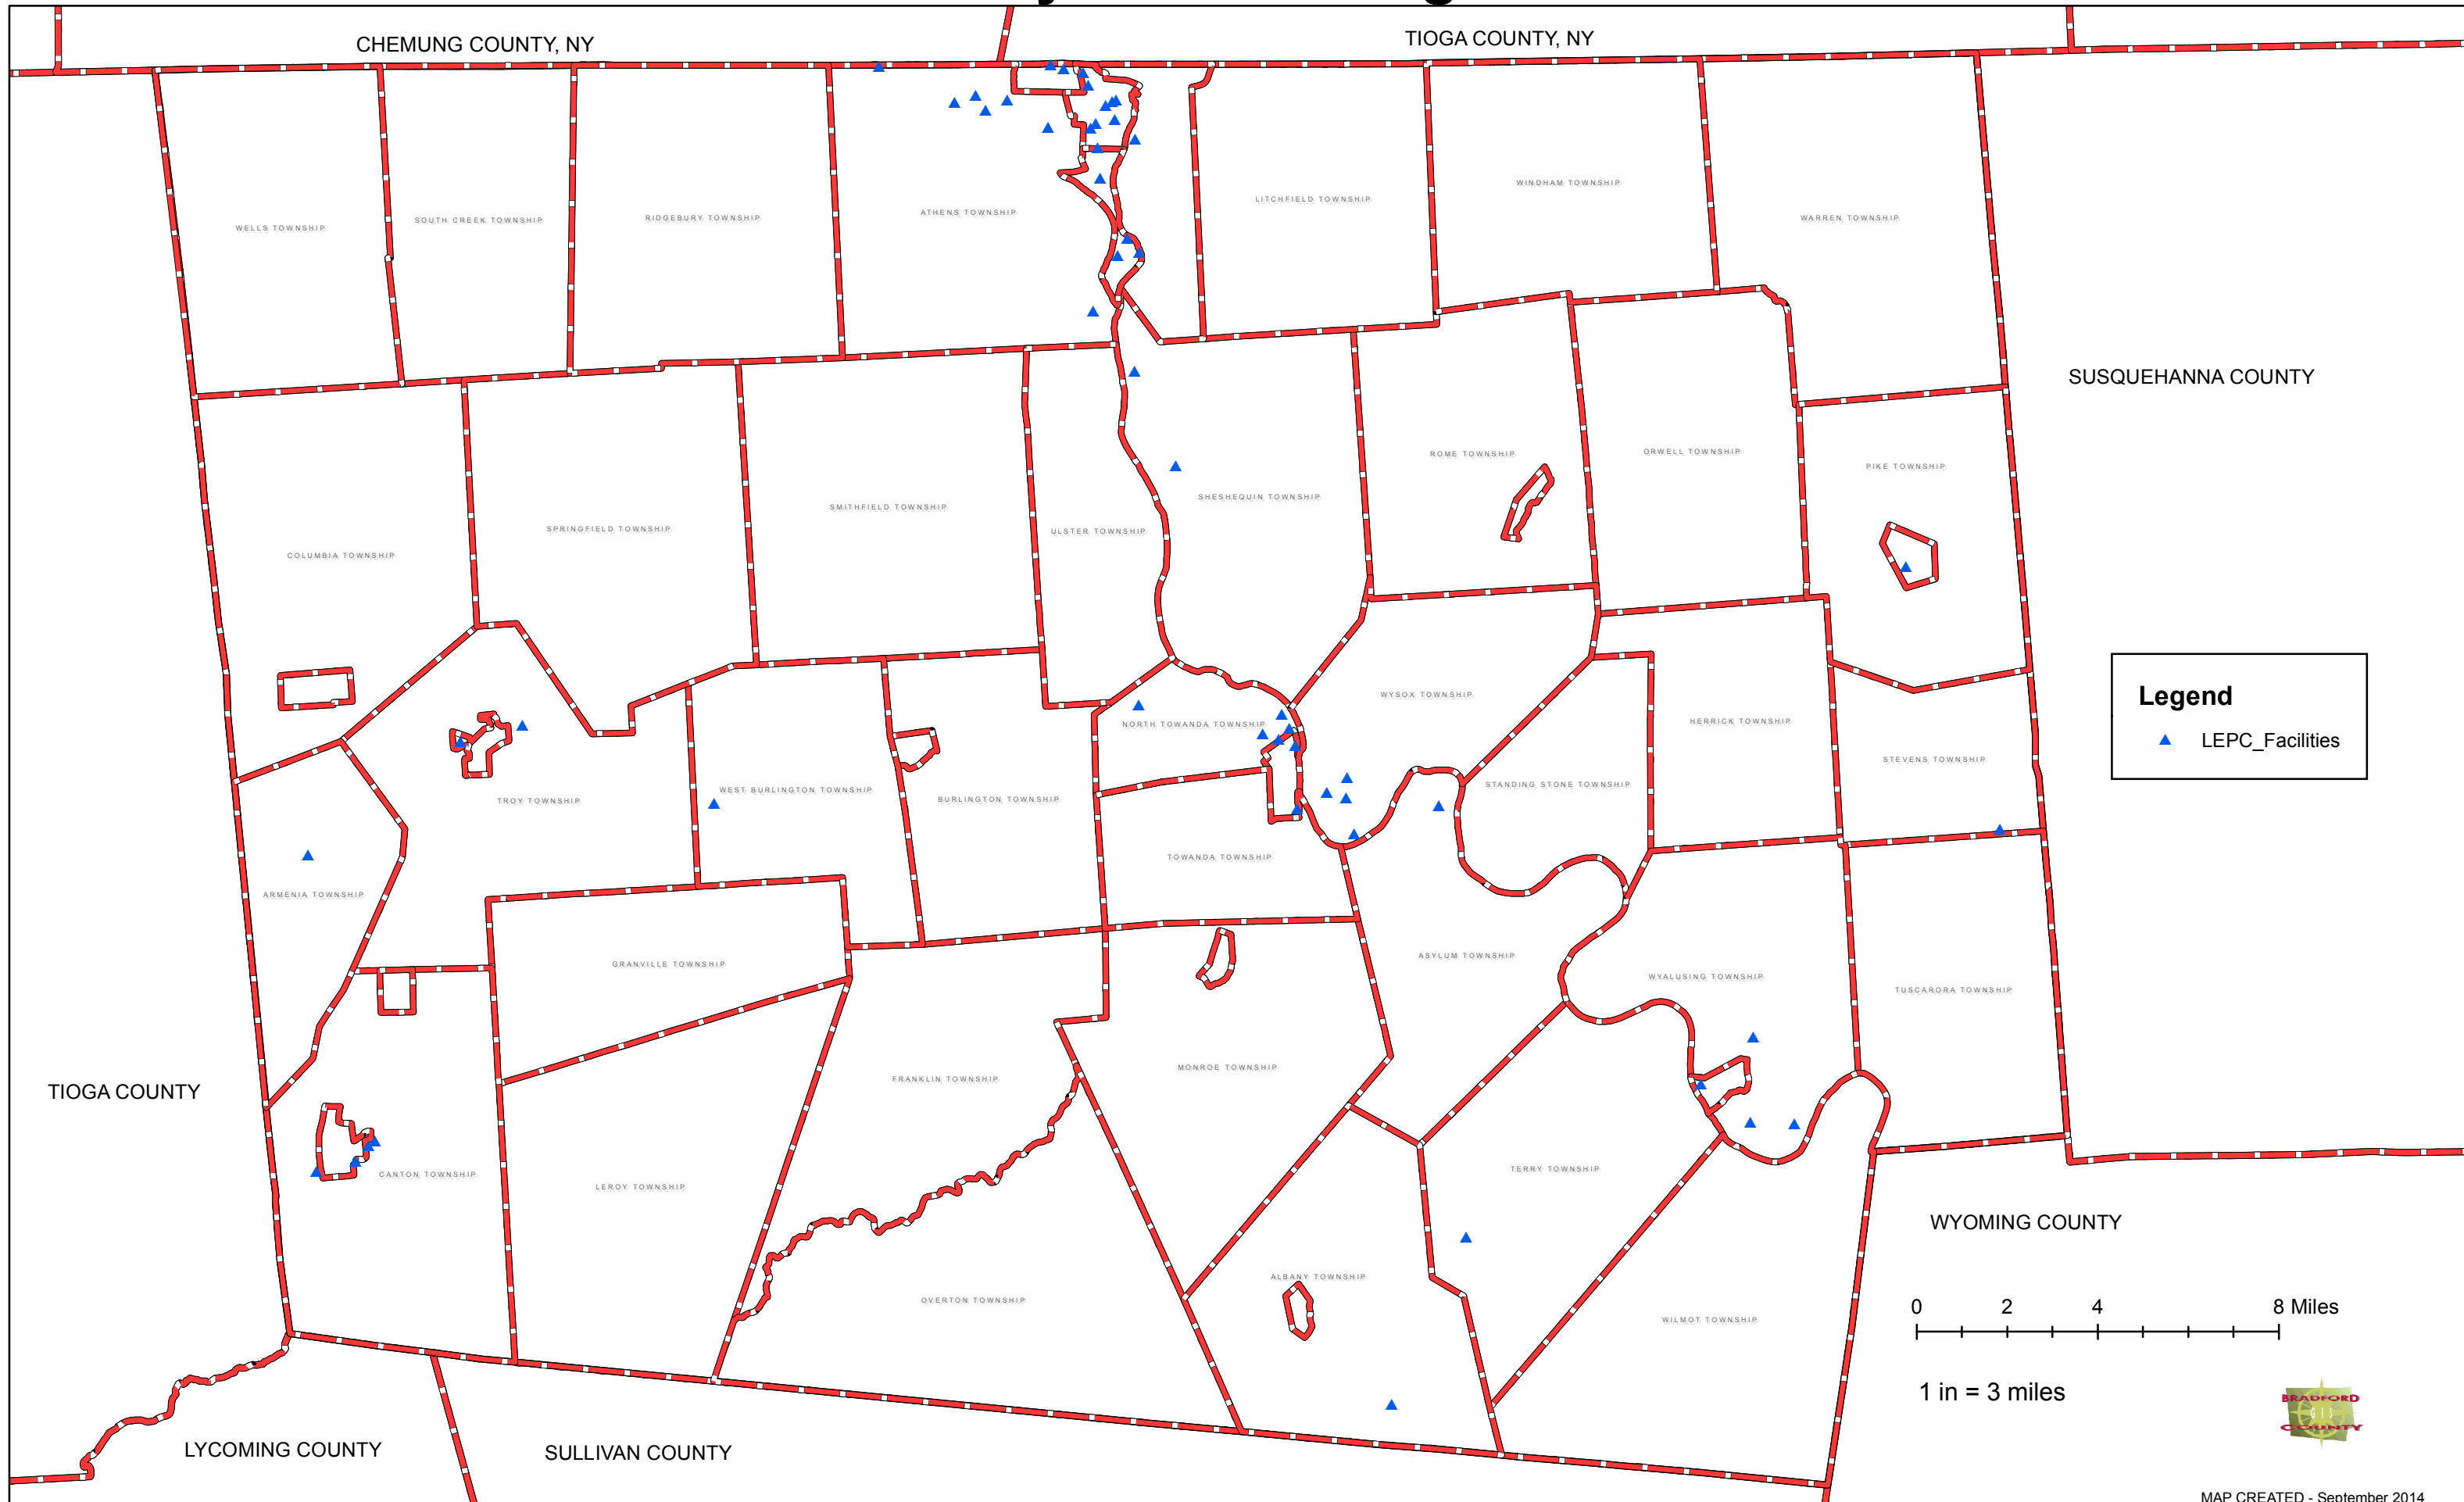 CHEMUNG COUNTY, NY
TIOGA COUNTY, NY
WINDHAM TOWNSHIP
LITCHFIELD TOWNSHIP
ATHENS TOWNSHIP
RIDGEBURY TOWNSHIP
SOUTH CREEK TOWNSHIP
WELLS TOWNSHIP
WARREN TOWNSHIP
SUSQUEHANNA COUNTY
ROME TOWNSHIP
ORWELL TOWNSHIP
PIKE TOWNSHIP
SHESHEQUIN TOWNSHIP
SMITHFIELD TOWNSHIP
ULSTER TOWNSHIP
SPRINGFIELD TOWNSHIP
COLUMBIA TOWNSHIP
WYSOX TOWNSHIP
NORTH TOWANDA TOWNSHIP
HERRICK TOWNSHIP
Legend
LEPC_Facilities
STEVENS TOWNSHIP
STANDING STONE TOWNSHIP
WEST BURLINGTON TOWNSHIP
BURLINGTON TOWNSHIP
TROY TOWNSHIP
TOWANDA TOWNSHIP
ARMENIA TOWNSHIP
ASYLUM TOWNSHIP
GRANVILLE TOWNSHIP
WYALUSING TOWNSHIP
TUSCARORA TOWNSHIP
MONROE TOWNSHIP
FRANKLIN TOWNSHIP
TIOGA COUNTY
TERRY TOWNSHIP
CANTON TOWNSHIP
LEROY TOWNSHIP
WYOMING COUNTY
ALBANY TOWNSHIP
OVERTON TOWNSHIP
WILMOT TOWNSHIP
0 2 4 8 Miles
1 in = 3 miles
BRADFORD
GIS
COUNTY
LYCOMING COUNTY
SULLIVAN COUNTY
MAP CREATED - September 2014